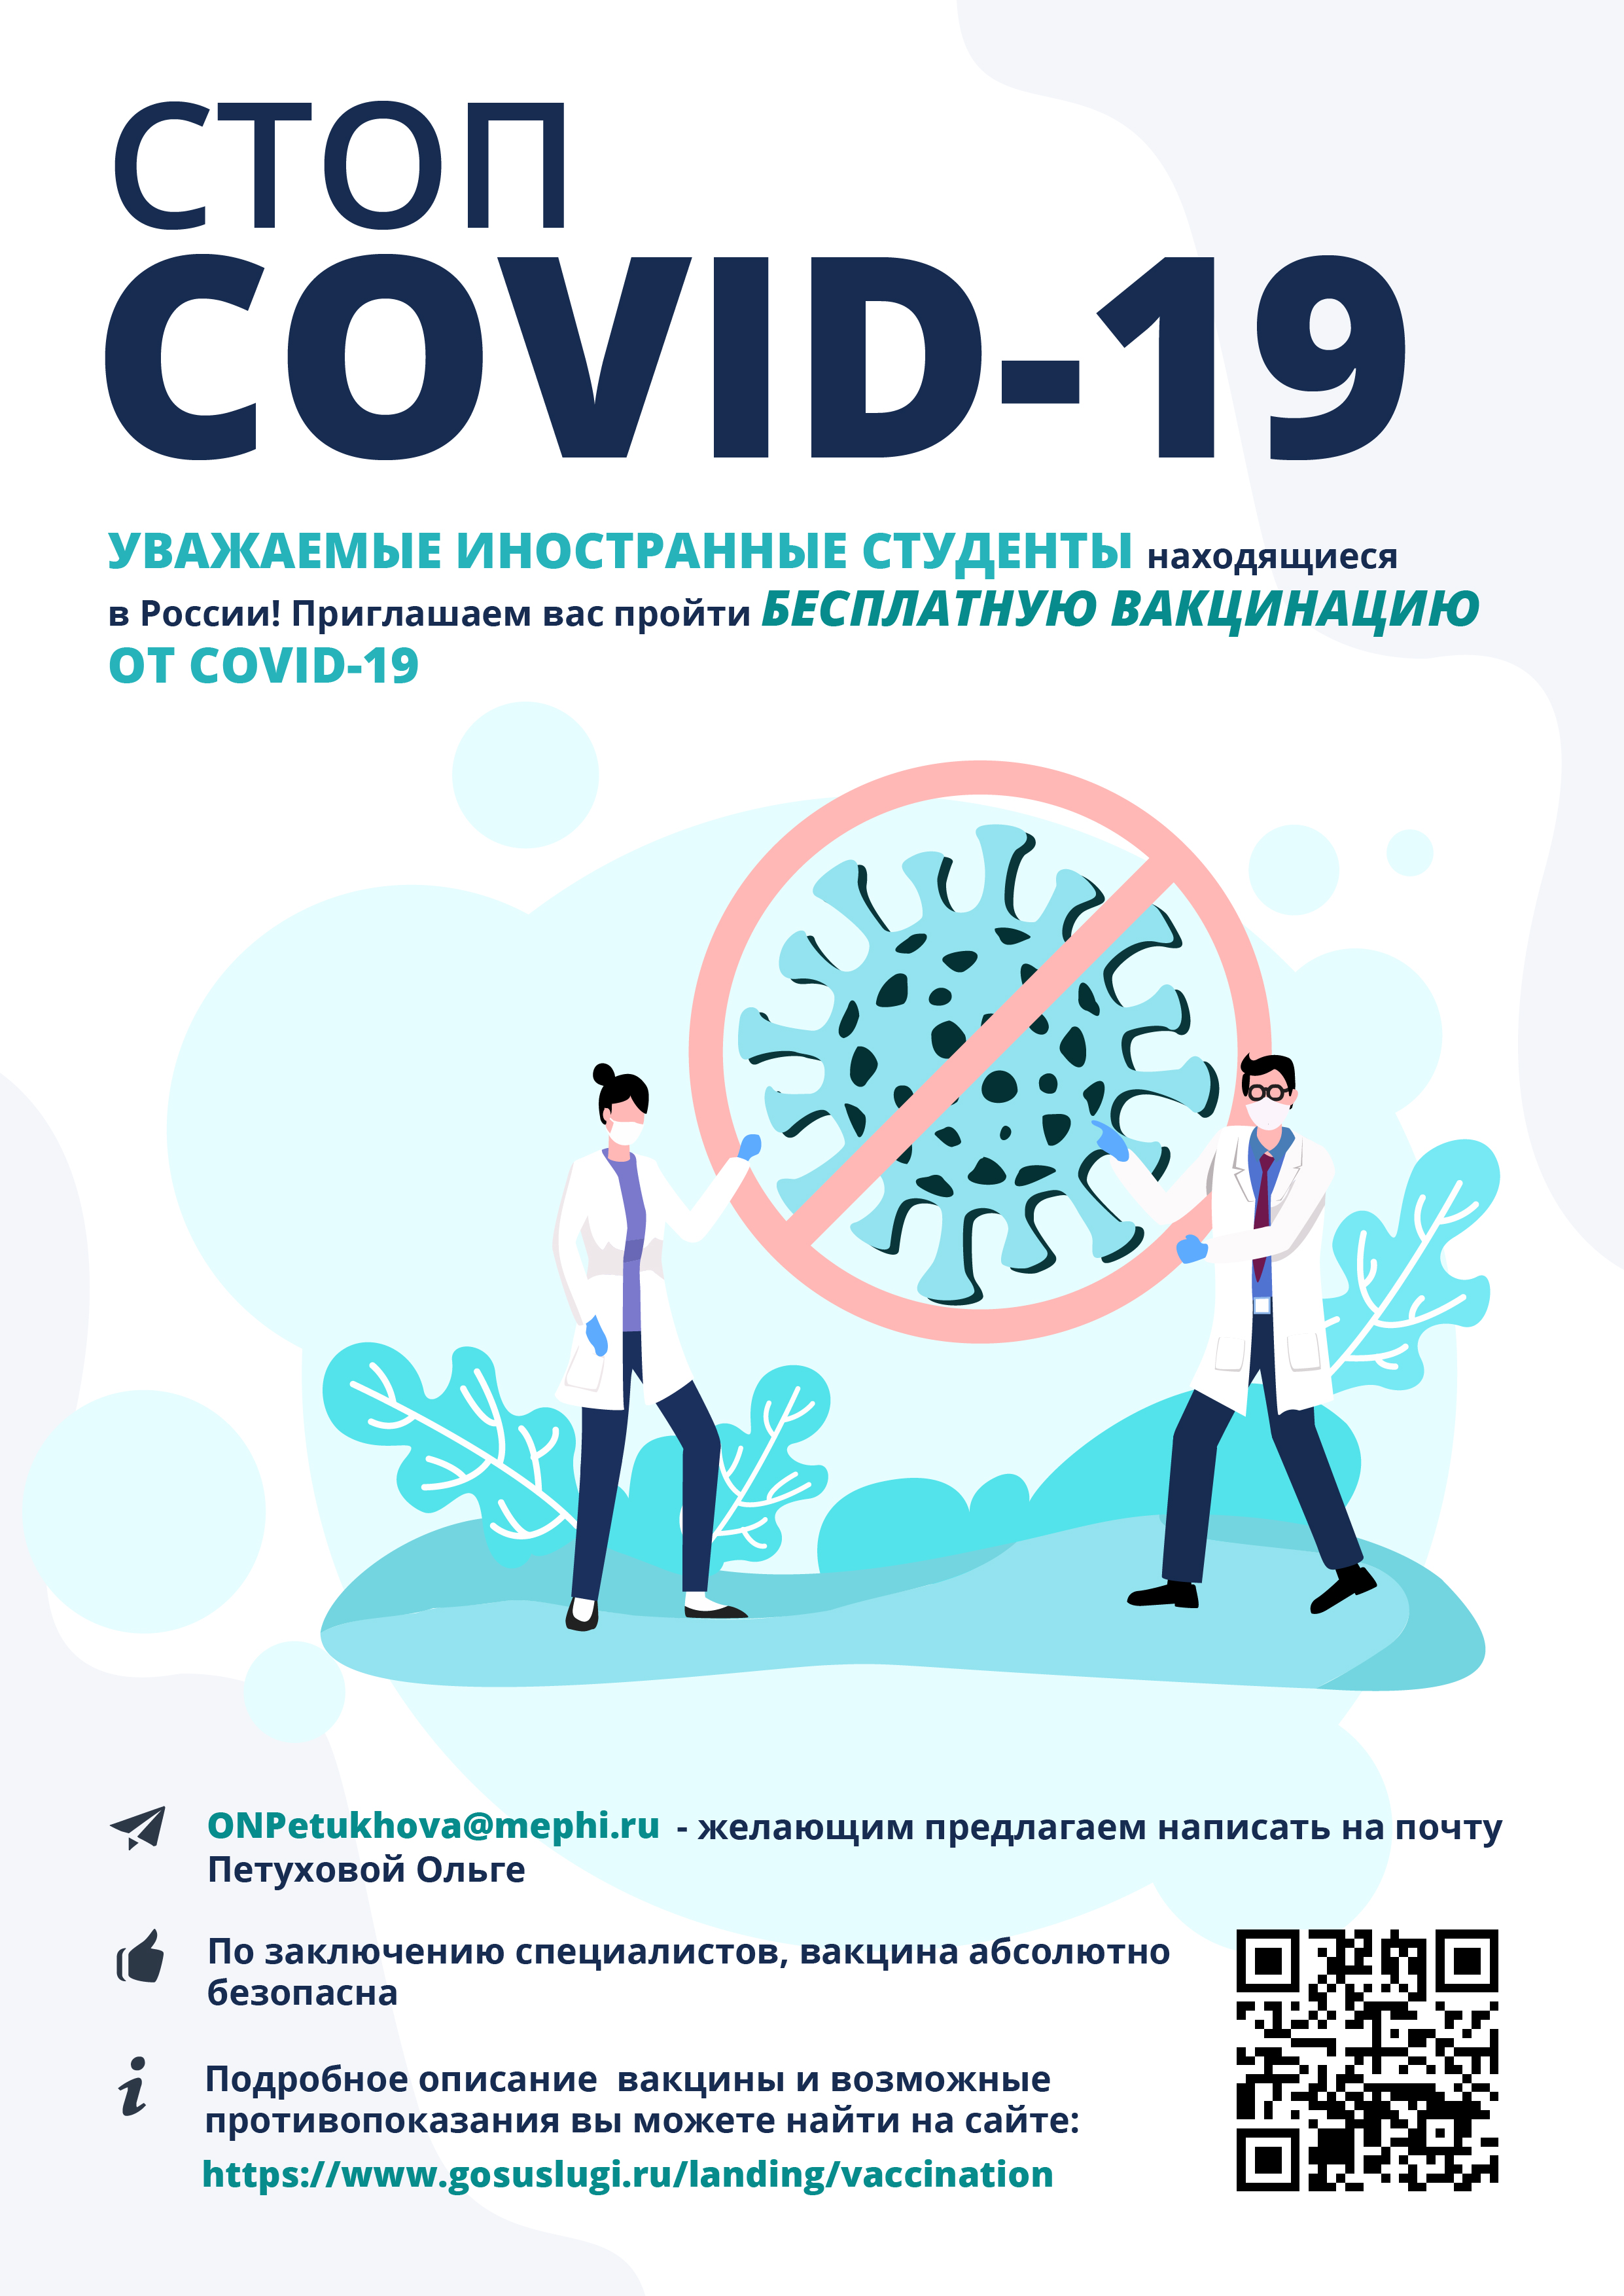 СТОП
COVID-19
УВАЖАЕМЫЕ ИНОСТРАННЫЕ СТУДЕНТЫ находящиеся
в России! Приглашаем вас пройти БЕСПЛАТНУЮ ВАКЦИНАЦИЮ
ОТ COVID-19
ONPetukhova@mephi.ru - желающим предлагаем написать на почту
Петуховой Ольге
По заключению специалистов, вакцина абсолютно
безопасна
Подробное описание вакцины и возможные
противопоказания вы можете найти на сайте:
https://www.gosuslugi.ru/landing/vaccination